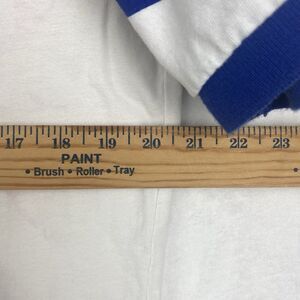 17 18 19 20 21 22 23
PAINT
• Brush • Roller • Tray